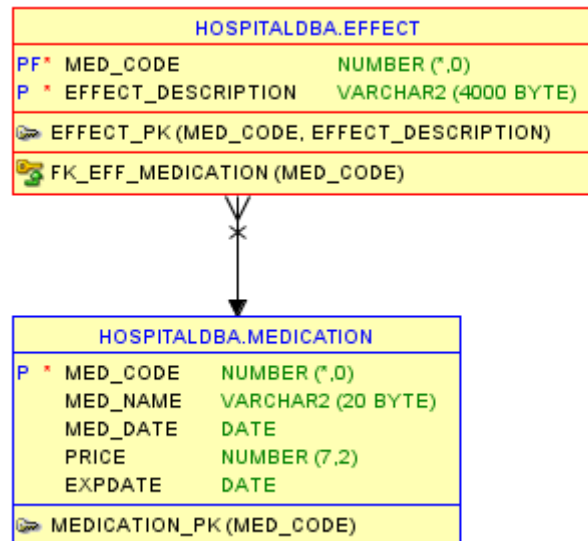 HOSPITALDBA.EFFECT
PF* MED_CODE NUMBER (*,0)
P * EFFECT_DESCRIPTION VARCHAR2 (4000 BYTE)
EFFECT_PK (MED_CODE, EFFECT_DESCRIPTION)
FK_EFF_MEDICATION (MED_CODE)
HOSPITALDBA.MEDICATION
P * MED_CODE NUMBER (*,0)
MED_NAME VARCHAR2 (20 BYTE)
MED_DATE DATE
PRICE NUMBER (7,2)
EXPDATE DATE
MEDICATION_PK (MED_CODE)